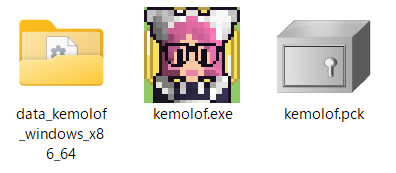 data_kemolof
_windows_x8
6_64
kemolof.exe
kemolof.pck